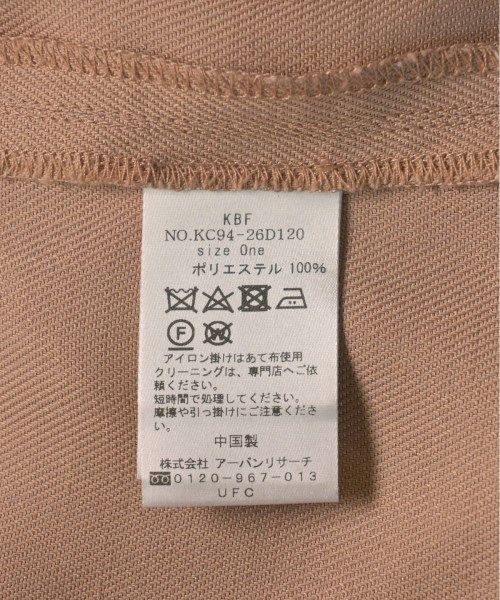 KBF
NO.KC94-26D120
size One
ポリエステル 100%
F W
アイロン掛けはあて布使用
クリーニングは、専門店へご依
頼ください。
短時間で処理してください。
摩擦や引っ掛けにご注意くださ
い。
中国製
株式会社 アーバンリサーチ
0120-967-013
UFC